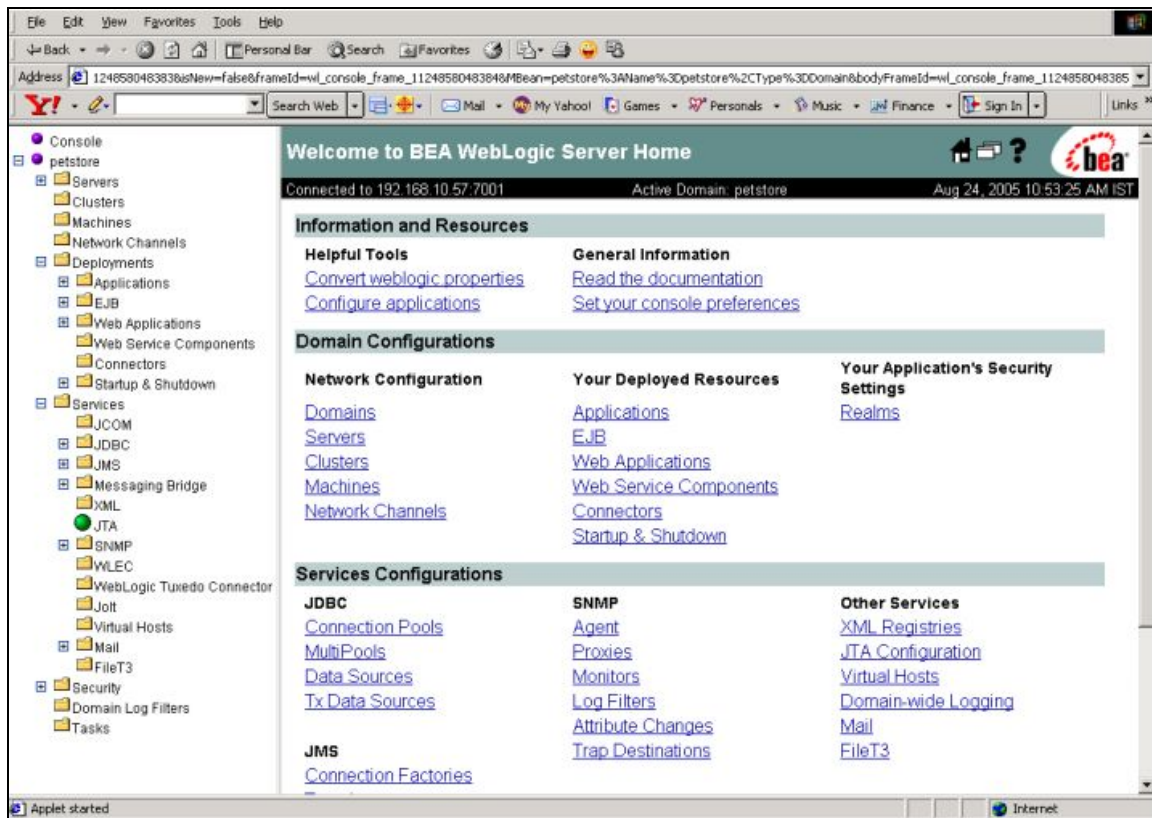 File Edit View Favorites Tools Help
Back Personal Bar Search Favorites
Address 1124858048383&isNew=false&frameId=wl_console_frame_1124858048384&MBean=petstore%3AName%3Dpetstore%2CType%3DDomain&bodyFrameId=wl_console_frame_1124858048385
Y! Search Web Mail My Yahoo! Games Personals Music Finance Sign In Links
Console
petstore
Servers
Clusters
Machines
Network Channels
Deployments
Applications
EJB
Web Applications
Web Service Components
Connectors
Startup & Shutdown
Services
JCOM
JDBC
JMS
Messaging Bridge
XML
JTA
SNMP
WLEC
WebLogic Tuxedo Connector
Jolt
Virtual Hosts
Mail
FileT3
Security
Domain Log Filters
Tasks
Welcome to BEA WebLogic Server Home
? bea
Connected to 192.168.10.57:7001 Active Domain: petstore Aug 24, 2005 10:53:25 AM IST
Information and Resources
Helpful Tools General Information
Convert weblogic properties Read the documentation
Configure applications Set your console preferences
Domain Configurations
Network Configuration Your Deployed Resources Your Application's Security
Settings
Domains Applications Realms
Servers EJB
Clusters Web Applications
Machines Web Service Components
Network Channels Connectors
Startup & Shutdown
Services Configurations
JDBC SNMP Other Services
Connection Pools Agent XML Registries
MultiPools Proxies JTA Configuration
Data Sources Monitors Virtual Hosts
Tx Data Sources Log Filters Domain-wide Logging
Attribute Changes Mail
JMS Trap Destinations FileT3
Connection Factories
Applet started Internet